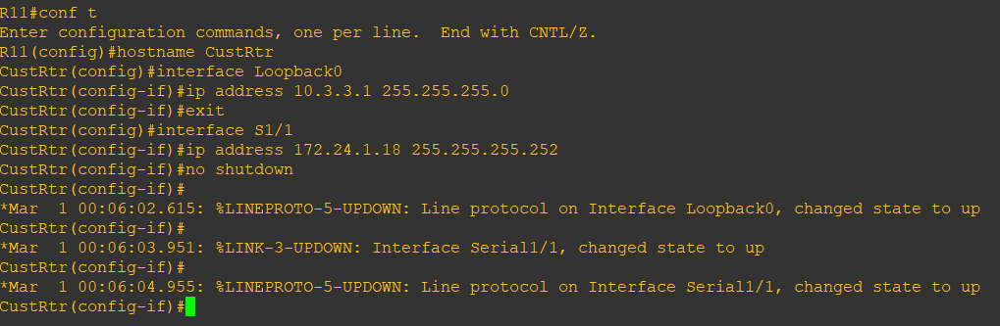 R11#conf t
Enter configuration commands, one per line.  End with CNTL/Z.
R11(config)#hostname CustRtr
CustRtr(config)#interface Loopback0
CustRtr(config-if)#ip address 10.3.3.1 255.255.255.0
CustRtr(config-if)#exit
CustRtr(config)#interface S1/1
CustRtr(config-if)#ip address 172.24.1.18 255.255.255.252
CustRtr(config-if)#no shutdown
CustRtr(config-if)#
*Mar  1 00:06:02.615: %LINEPROTO-5-UPDOWN: Line protocol on Interface Loopback0, changed state to up
CustRtr(config-if)#
*Mar  1 00:06:03.951: %LINK-3-UPDOWN: Interface Serial1/1, changed state to up
CustRtr(config-if)#
*Mar  1 00:06:04.955: %LINEPROTO-5-UPDOWN: Line protocol on Interface Serial1/1, changed state to up
CustRtr(config-if)#